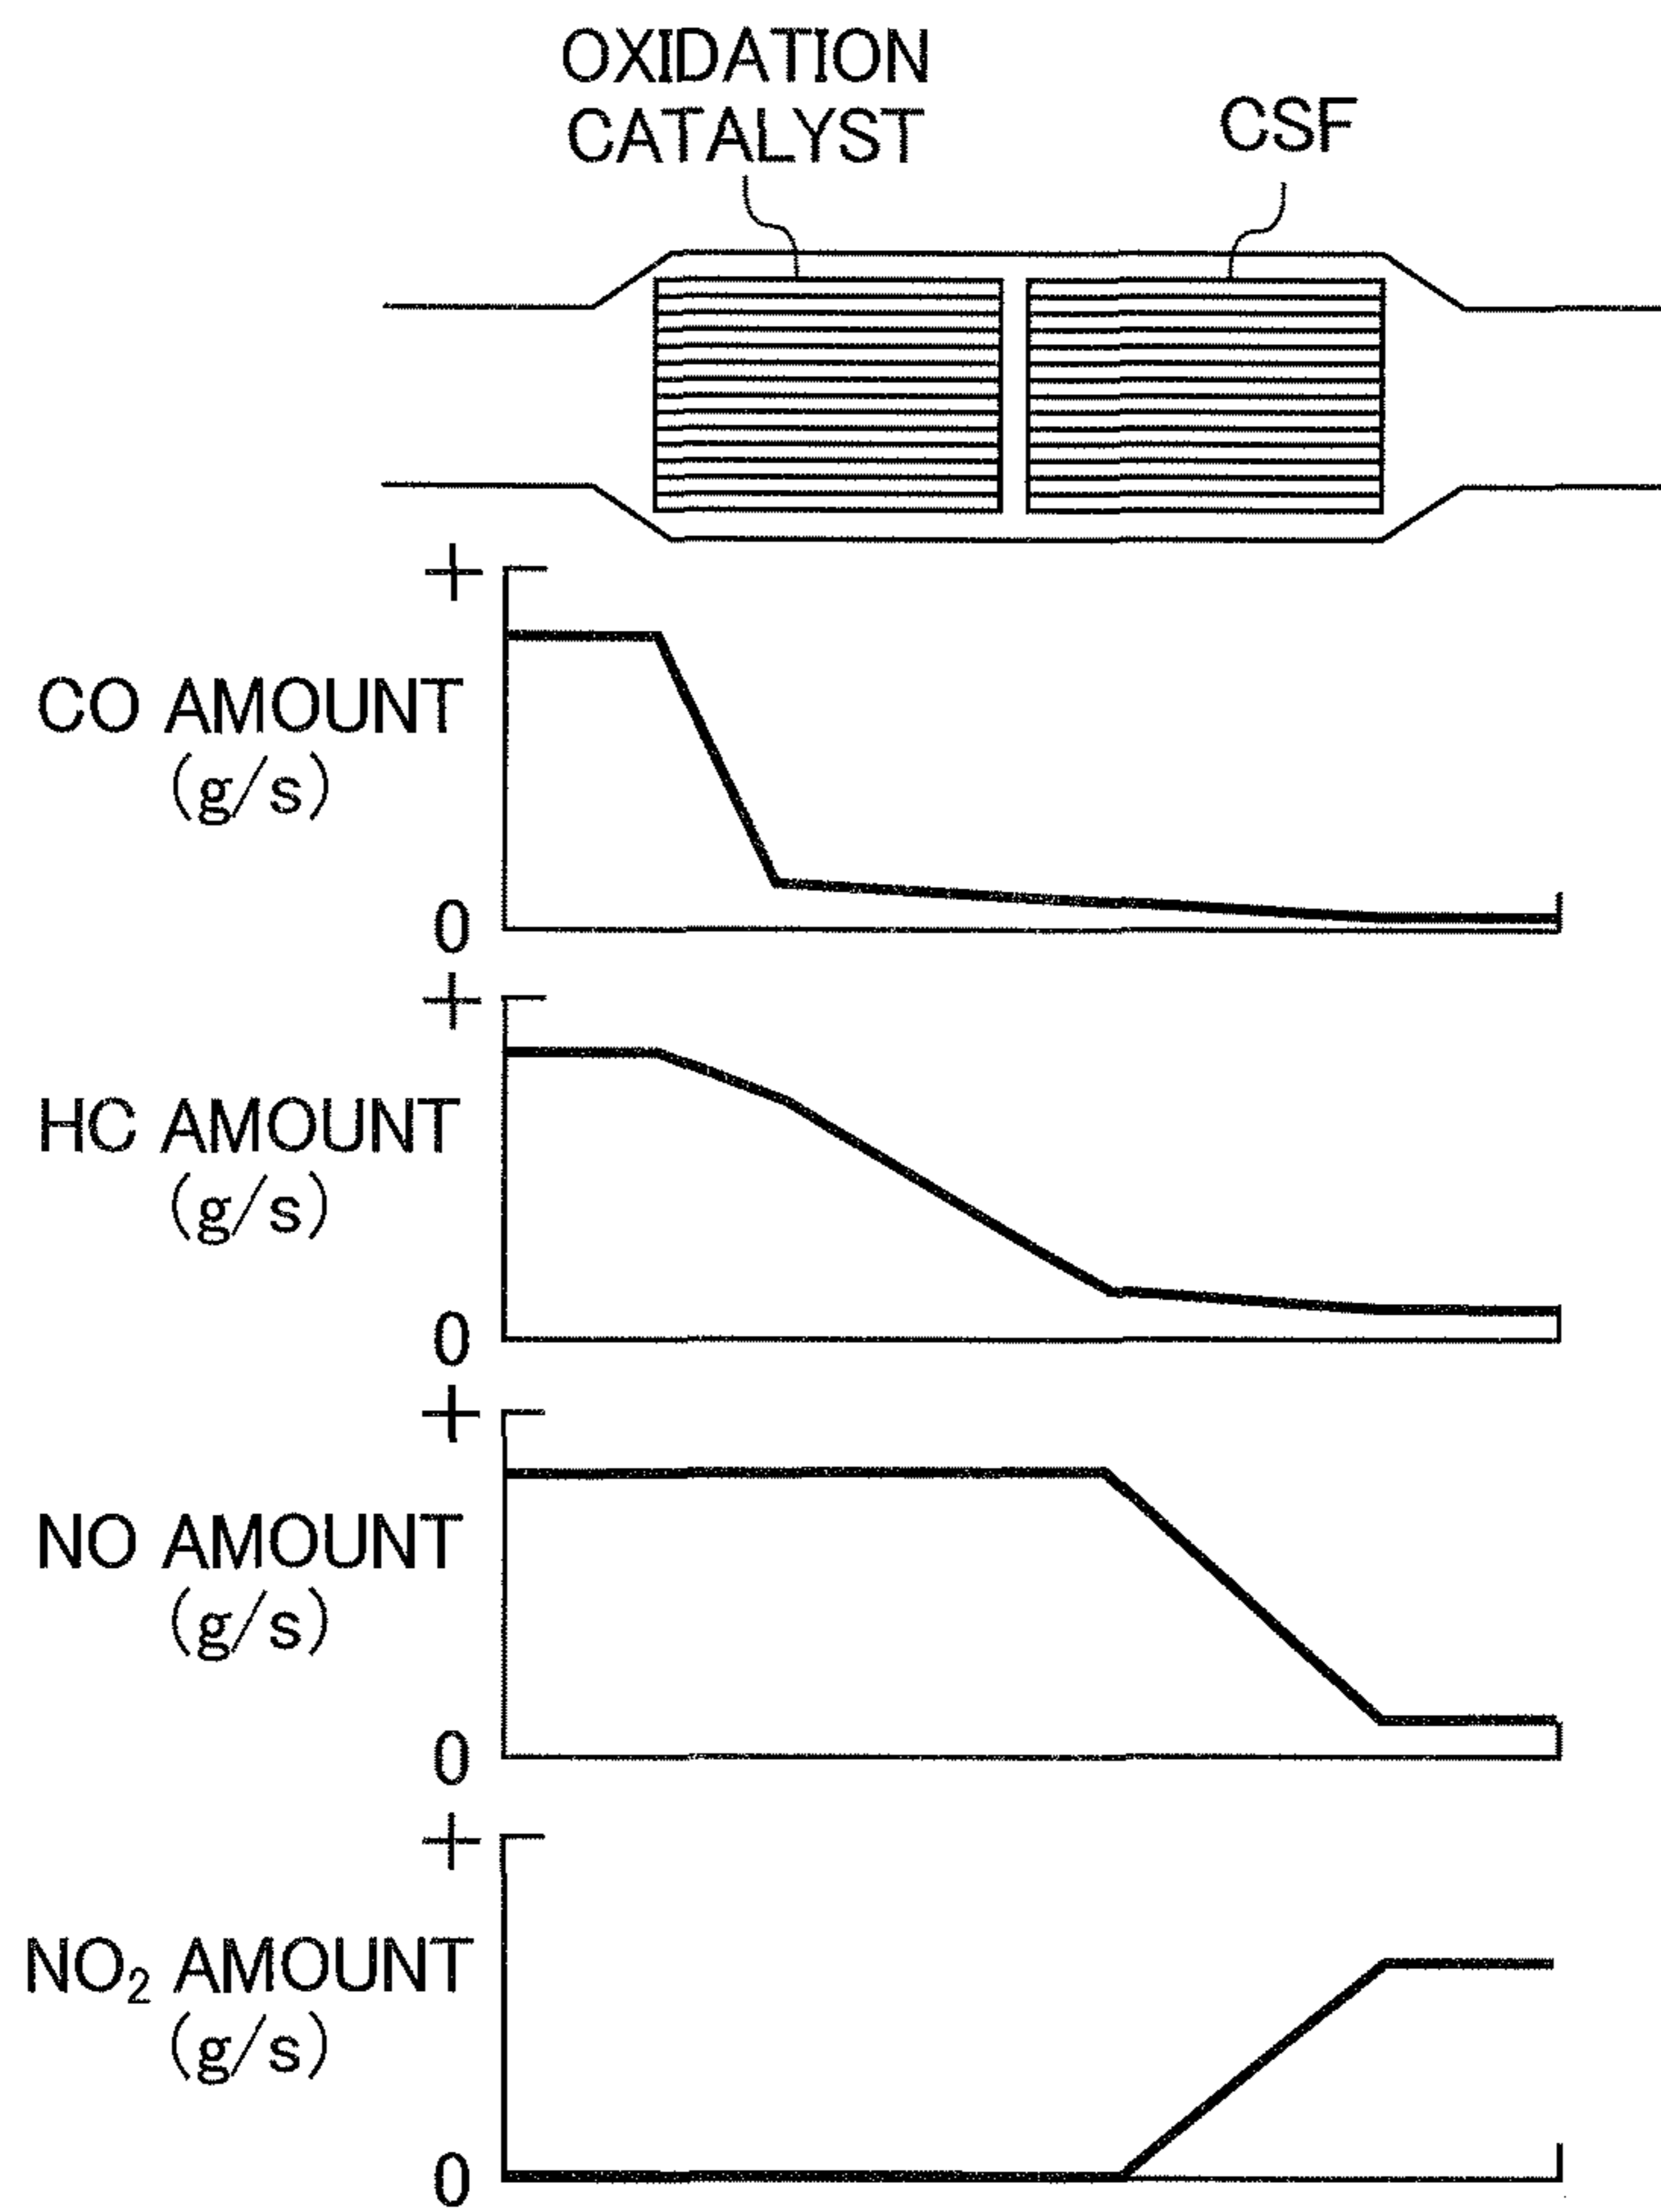 OXIDATION
CATALYST
CSF
+
CO AMOUNT
(g/s)
0
+
HC AMOUNT
(g/s)
0
+
NO AMOUNT
(g/s)
0
+
NO₂ AMOUNT
(g/s)
0